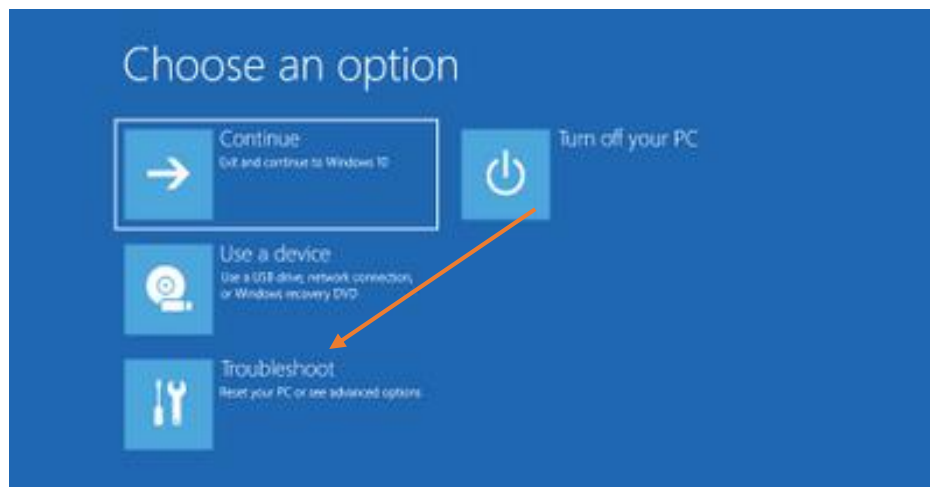 Choose an option
Continue
Exit and continue to Windows 10
Turn off your PC
Use a device
Use a USB drive, network connection,
or Windows recovery DVD
Troubleshoot
Reset your PC or see advanced options